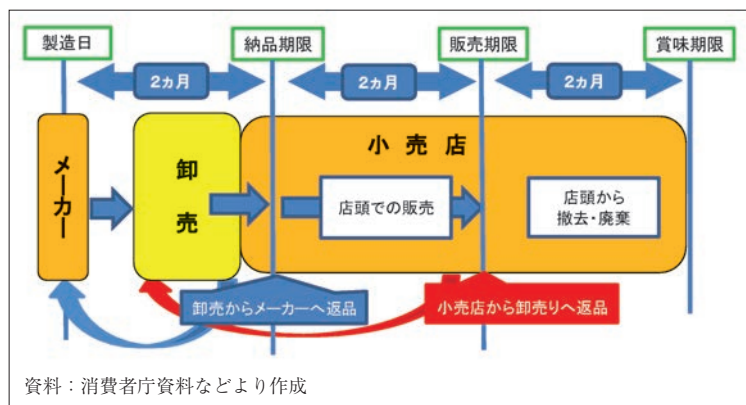 製造日
納品期限
販売期限
賞味期限
2ヵ月
2ヵ月
2ヵ月
メーカー
卸売
小売店
店頭での販売
店頭から
撤去・廃棄
卸売からメーカーへ返品
小売店から卸売りへ返品
資料：消費者庁資料などより作成